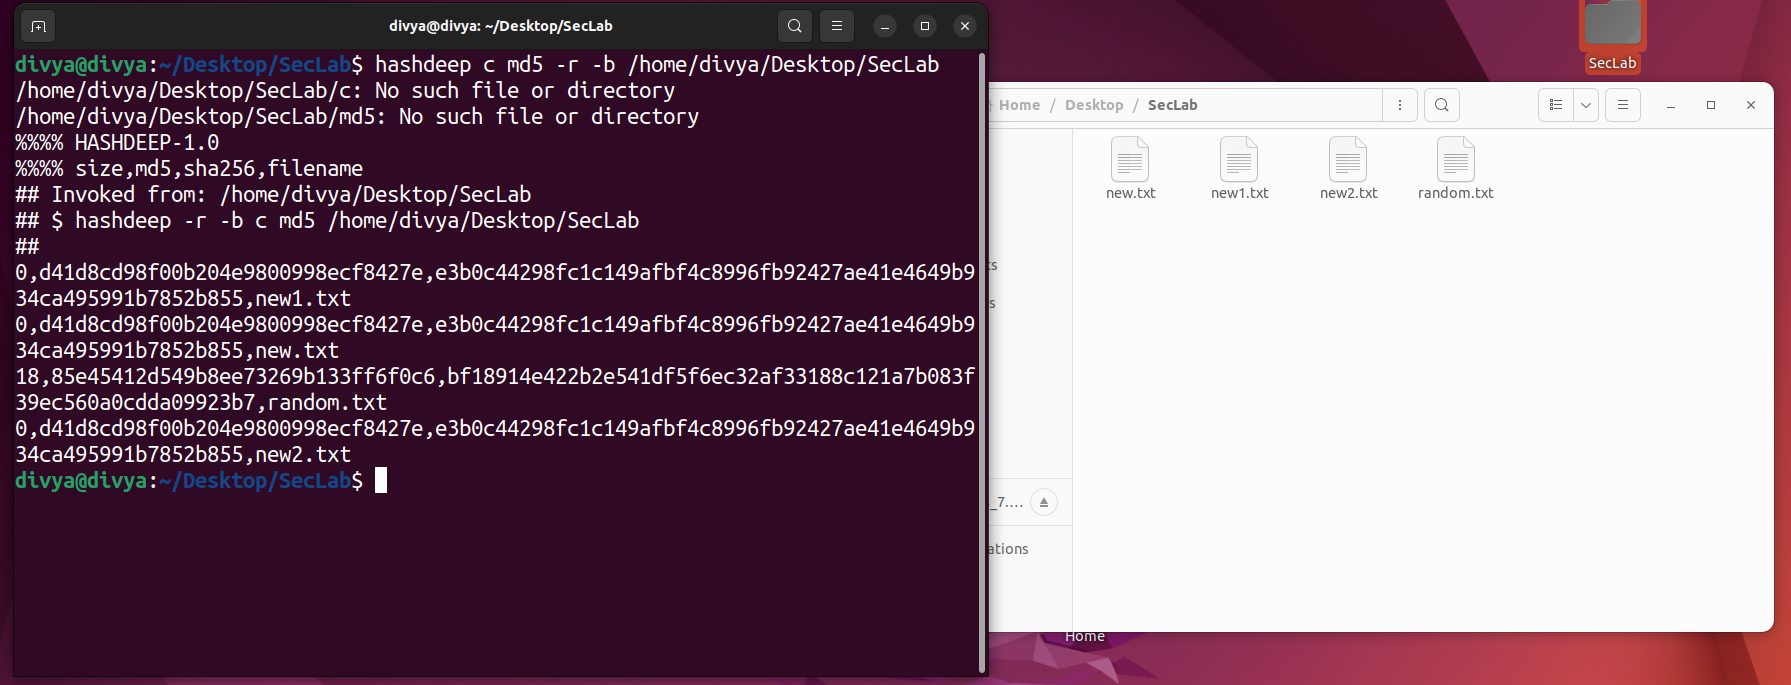 divya@divya: ~/Desktop/SecLab
divya@divya:~/Desktop/SecLab$ hashdeep c md5 -r -b /home/divya/Desktop/SecLab
/home/divya/Desktop/SecLab/c: No such file or directory
/home/divya/Desktop/SecLab/md5: No such file or directory
%%%% HASHDEEP-1.0
%%%% size,md5,sha256,filename
## Invoked from: /home/divya/Desktop/SecLab
## $ hashdeep -r -b c md5 /home/divya/Desktop/SecLab
##
0,d41d8cd98f00b204e9800998ecf8427e,e3b0c44298fc1c149afbf4c8996fb92427ae41e4649b9
34ca495991b7852b855,new1.txt
0,d41d8cd98f00b204e9800998ecf8427e,e3b0c44298fc1c149afbf4c8996fb92427ae41e4649b9
34ca495991b7852b855,new.txt
18,85e45412d549b8ee73269b133ff6f0c6,bf18914e422b2e541df5f6ec32af33188c121a7b083f
39ec560a0cdda09923b7,random.txt
0,d41d8cd98f00b204e9800998ecf8427e,e3b0c44298fc1c149afbf4c8996fb92427ae41e4649b9
34ca495991b7852b855,new2.txt
divya@divya:~/Desktop/SecLab$
SecLab
Home / Desktop / SecLab
new.txt
new1.txt
new2.txt
random.txt
cs
s
_7....
ations
Home